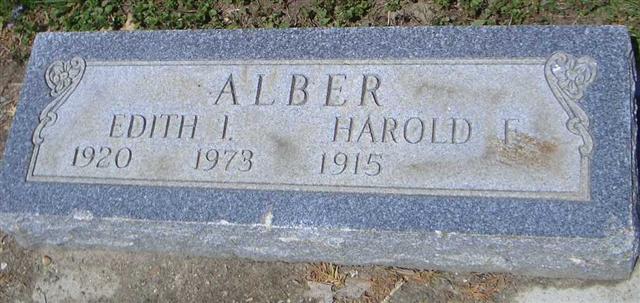 ALBER
EDITH I. HAROLD F.
1920 1973 1915